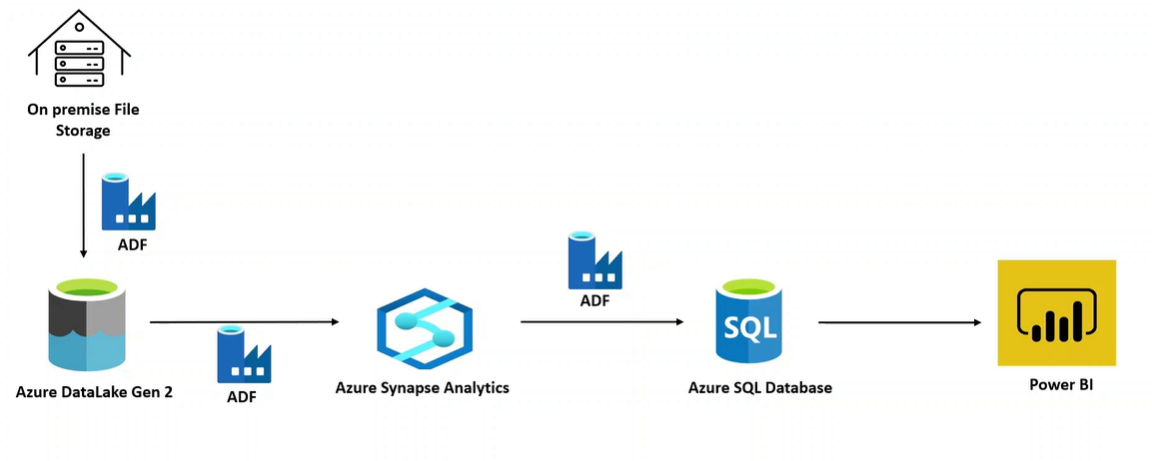 On premise File
Storage
ADF
ADF
ADF
SQL
Azure DataLake Gen 2
Azure Synapse Analytics
Azure SQL Database
Power BI